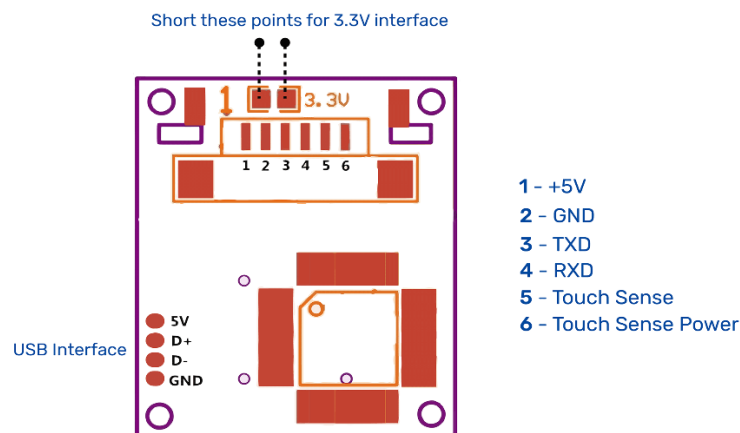 Short these points for 3.3V interface
1 3.3V
1 2 3 4 5 6
1 - +5V
2 - GND
3 - TXD
4 - RXD
5 - Touch Sense
6 - Touch Sense Power
5V
D+
USB Interface
D-
GND